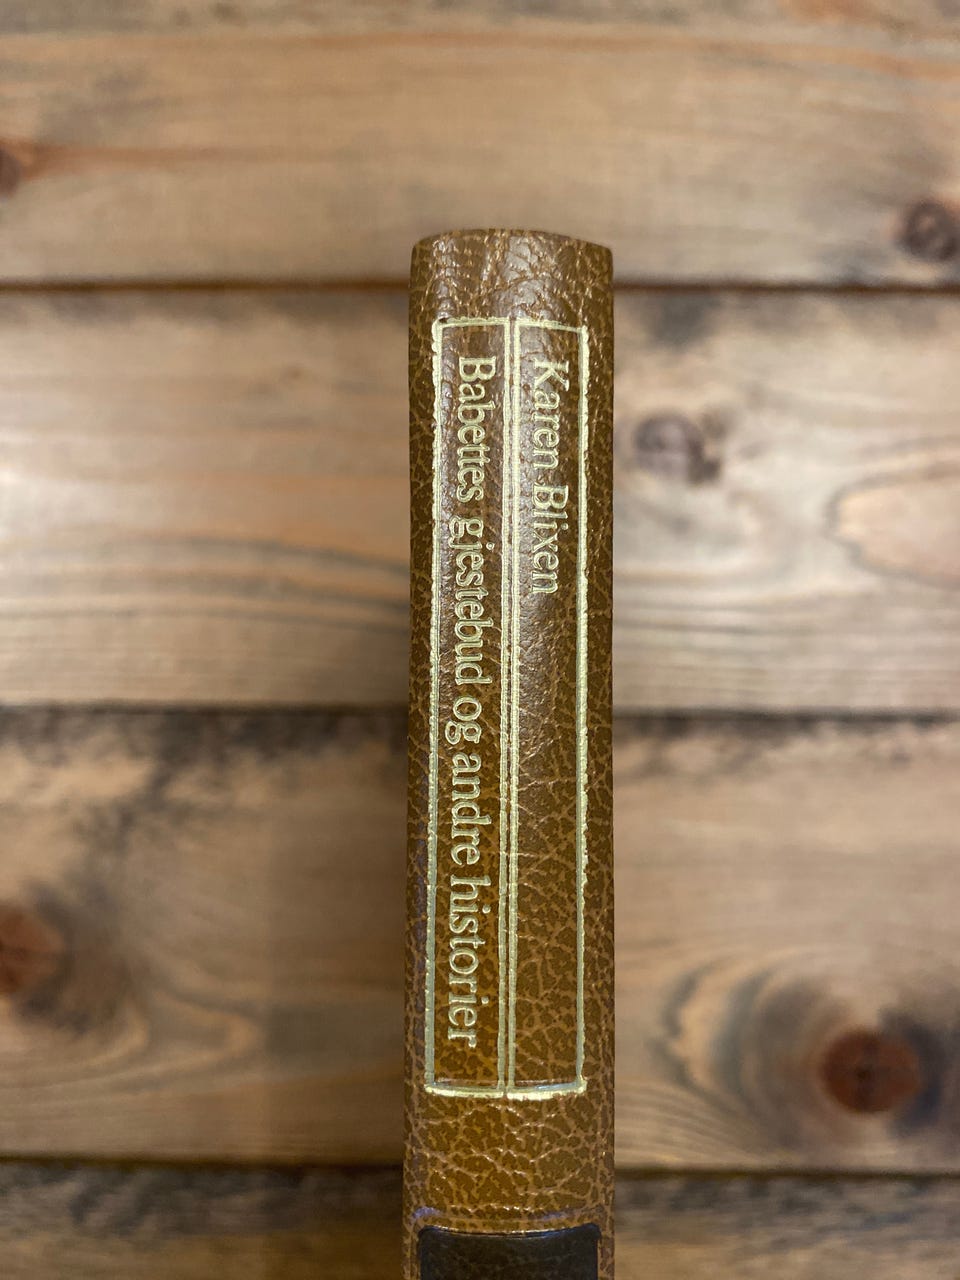 Karen Blixen
Babettes gjestebud og andre historier